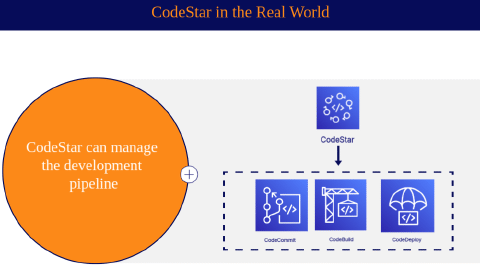 CodeStar in the Real World
CodeStar can manage
the development
pipeline
CodeStar
CodeCommit
CodeBuild
CodeDeploy